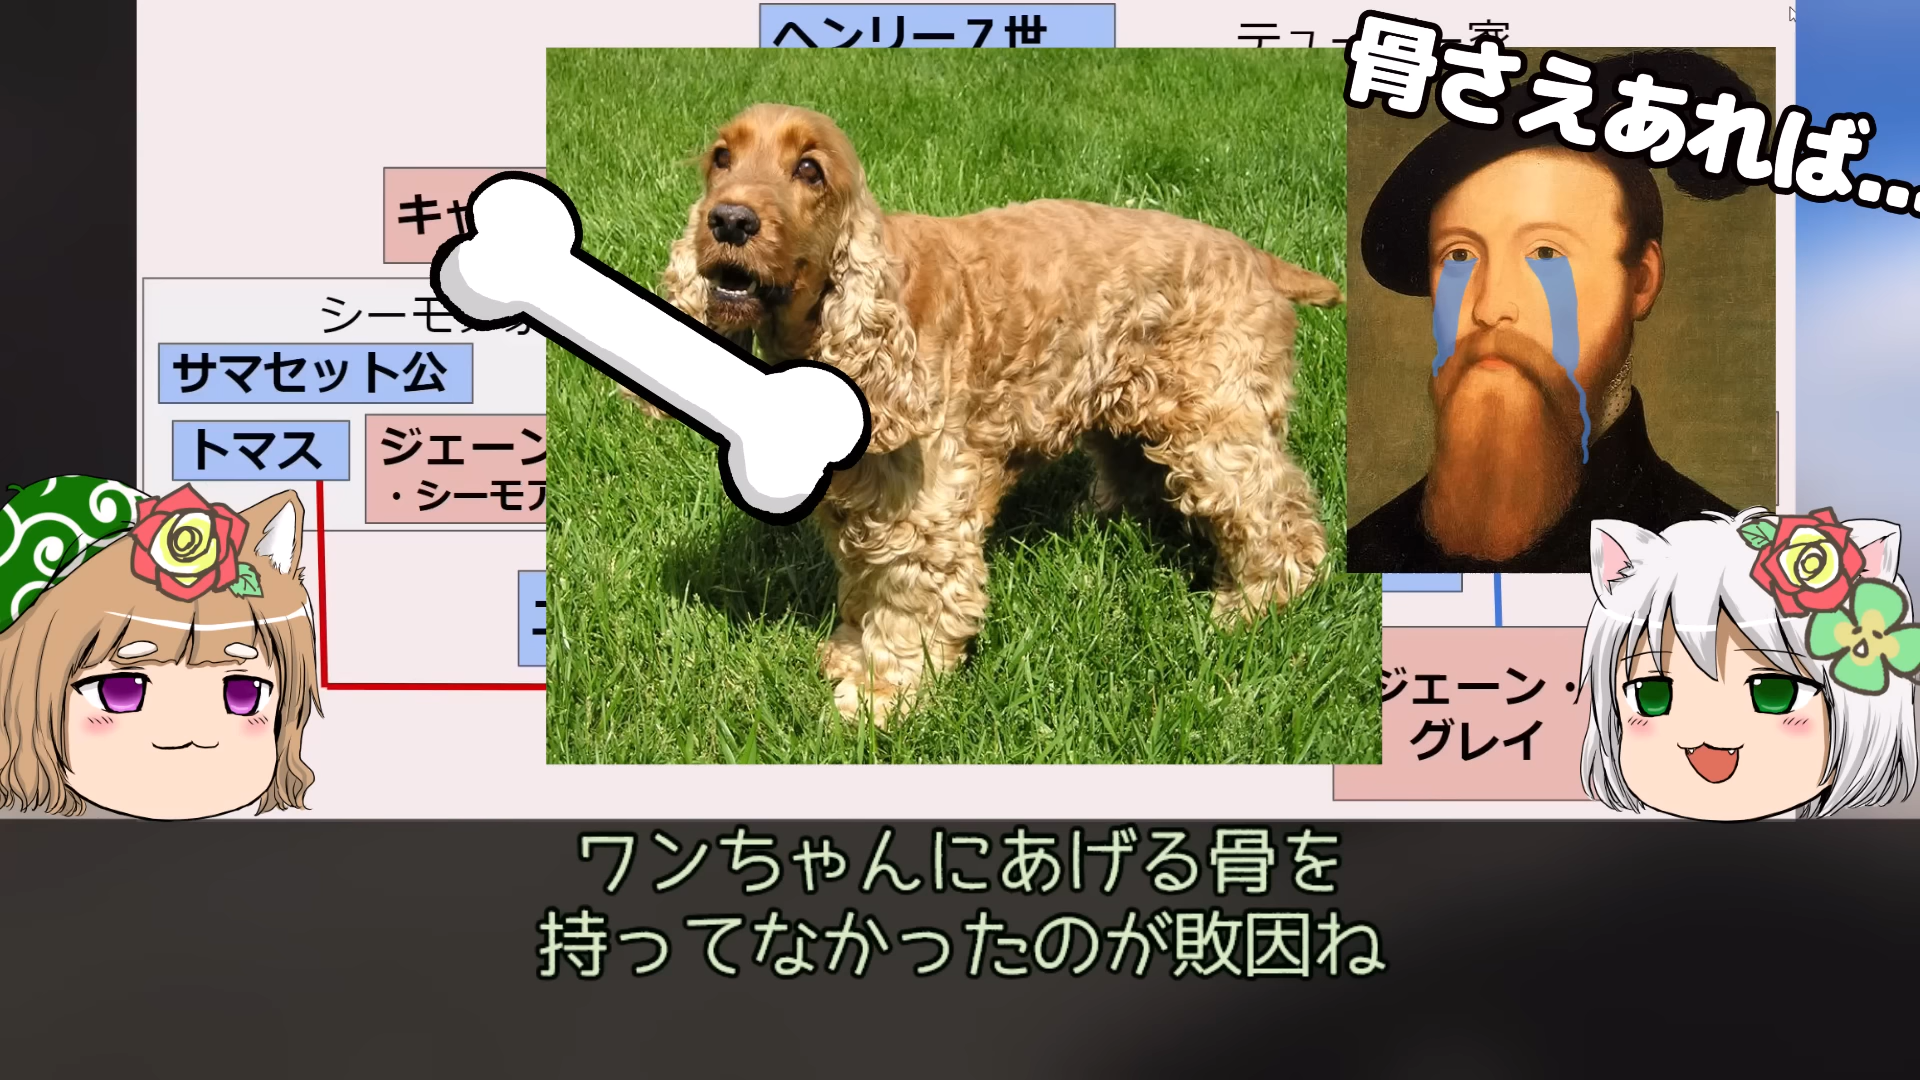 ヘンリー7世
骨さえあれば...
キャ
シーモア家
サマセット公
トマス
ジェーン
・シーモア
ジェーン・
グレイ
ワンちゃんにあげる骨を
持ってなかったのが敗因ね